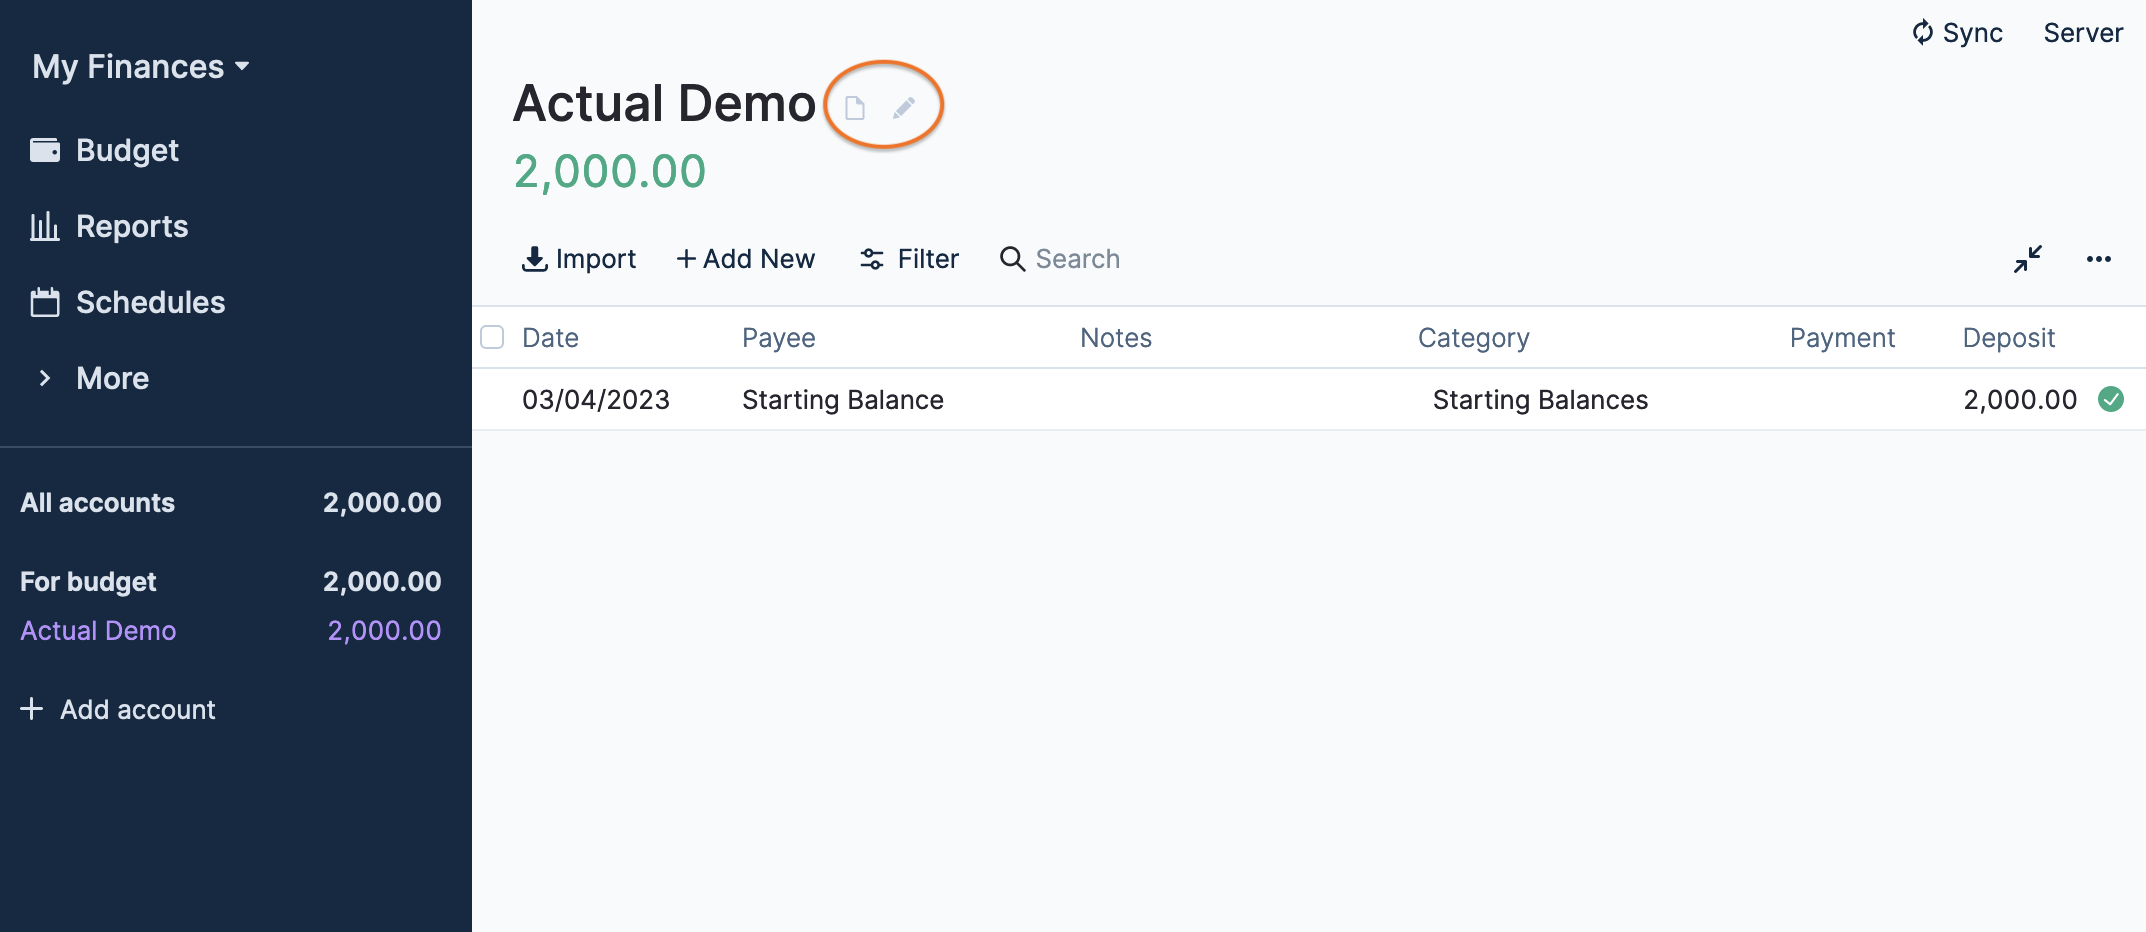 My Finances
Budget
Reports
Schedules
More
All accounts 2,000.00
For budget 2,000.00
Actual Demo 2,000.00
Add account
Sync Server
Actual Demo
2,000.00
Import Add New Filter Search
Date Payee Notes Category Payment Deposit
03/04/2023 Starting Balance Starting Balances 2,000.00